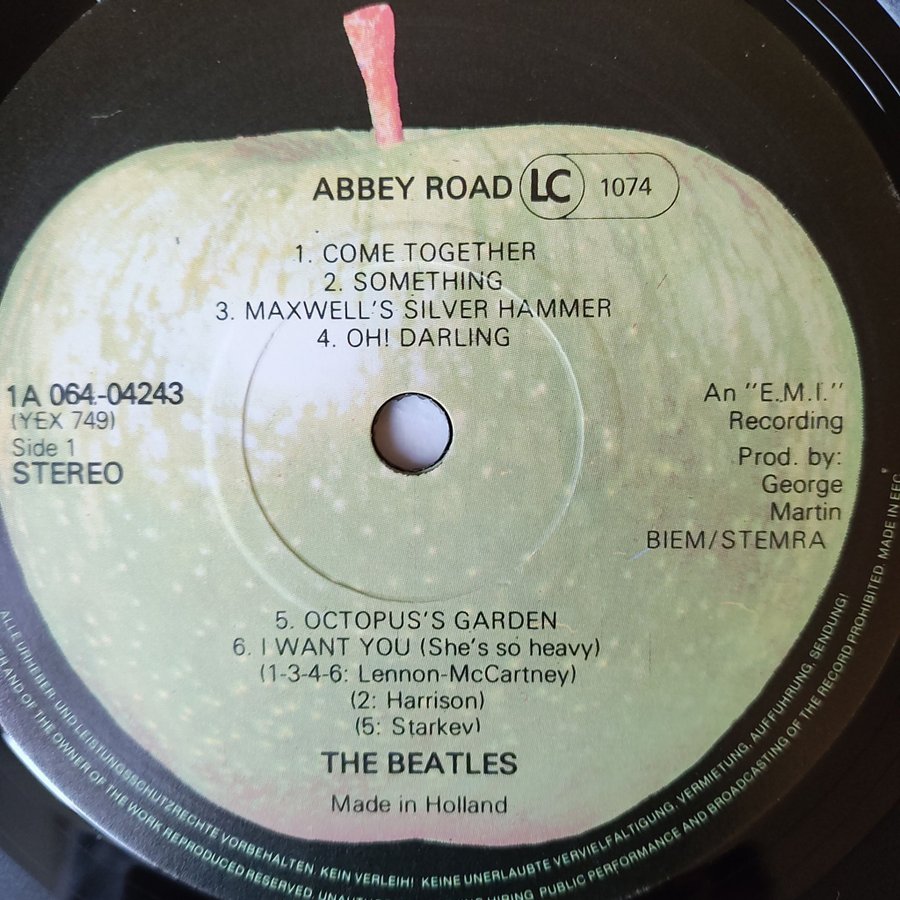 ABBEY ROAD LC 1074
1. COME TOGETHER
2. SOMETHING
3. MAXWELL'S SILVER HAMMER
4. OH! DARLING
1A 064-04243
(YEX 749)
Side 1
STEREO
An "E.M.I."
Recording
Prod. by:
George
Martin
BIEM/STEMRA
5. OCTOPUS'S GARDEN
6. I WANT YOU (She's so heavy)
(1-3-4-6: Lennon-McCartney)
(2: Harrison)
(5: Starkey)
THE BEATLES
Made in Holland
ALLE URHEBER- UND LEISTUNGSSCHUTZRECHTE VORBEHALTEN. KEIN VERLEIH! KEINE UNERLAUBTE VERVIELFÄLTIGUNG, VERMIETUNG, AUFFÜHRUNG, SENDUNG!
AND OF THE OWNER OF THE WORK REPRODUCED RESERVED. HIRING, PUBLIC PERFORMANCE AND BROADCASTING OF THE RECORD PROHIBITED. MADE IN EEC